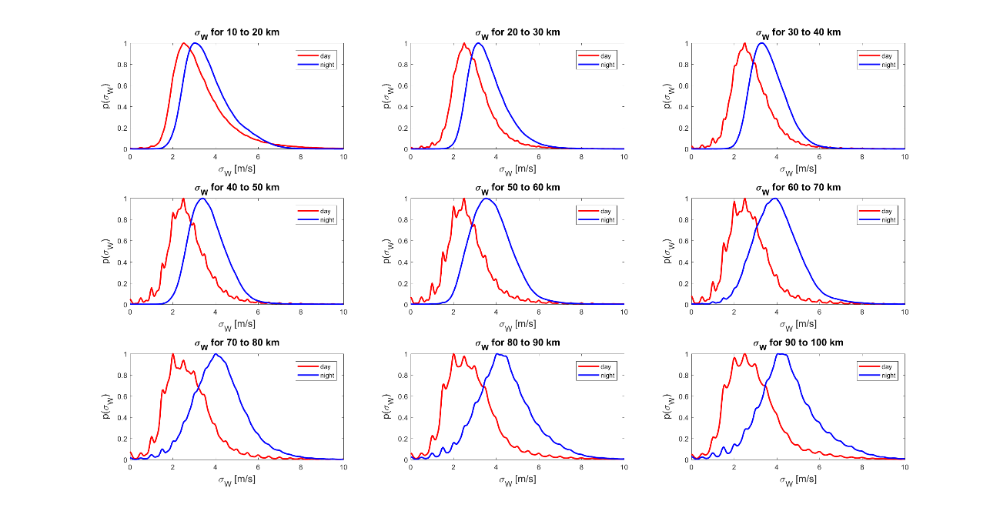 σW for 10 to 20 km
σW for 20 to 30 km
σW for 30 to 40 km
1
0.8
0.6
0.4
0.2
0
p(σW)
day
night
0 2 4 6 8 10
σW [m/s]
1
0.8
0.6
0.4
0.2
0
p(σW)
day
night
0 2 4 6 8 10
σW [m/s]
1
0.8
0.6
0.4
0.2
0
p(σW)
day
night
0 2 4 6 8 10
σW [m/s]
σW for 40 to 50 km
σW for 50 to 60 km
σW for 60 to 70 km
1
0.8
0.6
0.4
0.2
0
p(σW)
day
night
0 2 4 6 8 10
σW [m/s]
1
0.8
0.6
0.4
0.2
0
p(σW)
day
night
0 2 4 6 8 10
σW [m/s]
1
0.8
0.6
0.4
0.2
0
p(σW)
day
night
0 2 4 6 8 10
σW [m/s]
σW for 70 to 80 km
σW for 80 to 90 km
σW for 90 to 100 km
1
0.8
0.6
0.4
0.2
0
p(σW)
day
night
0 2 4 6 8 10
σW [m/s]
1
0.8
0.6
0.4
0.2
0
p(σW)
day
night
0 2 4 6 8 10
σW [m/s]
1
0.8
0.6
0.4
0.2
0
p(σW)
day
night
0 2 4 6 8 10
σW [m/s]